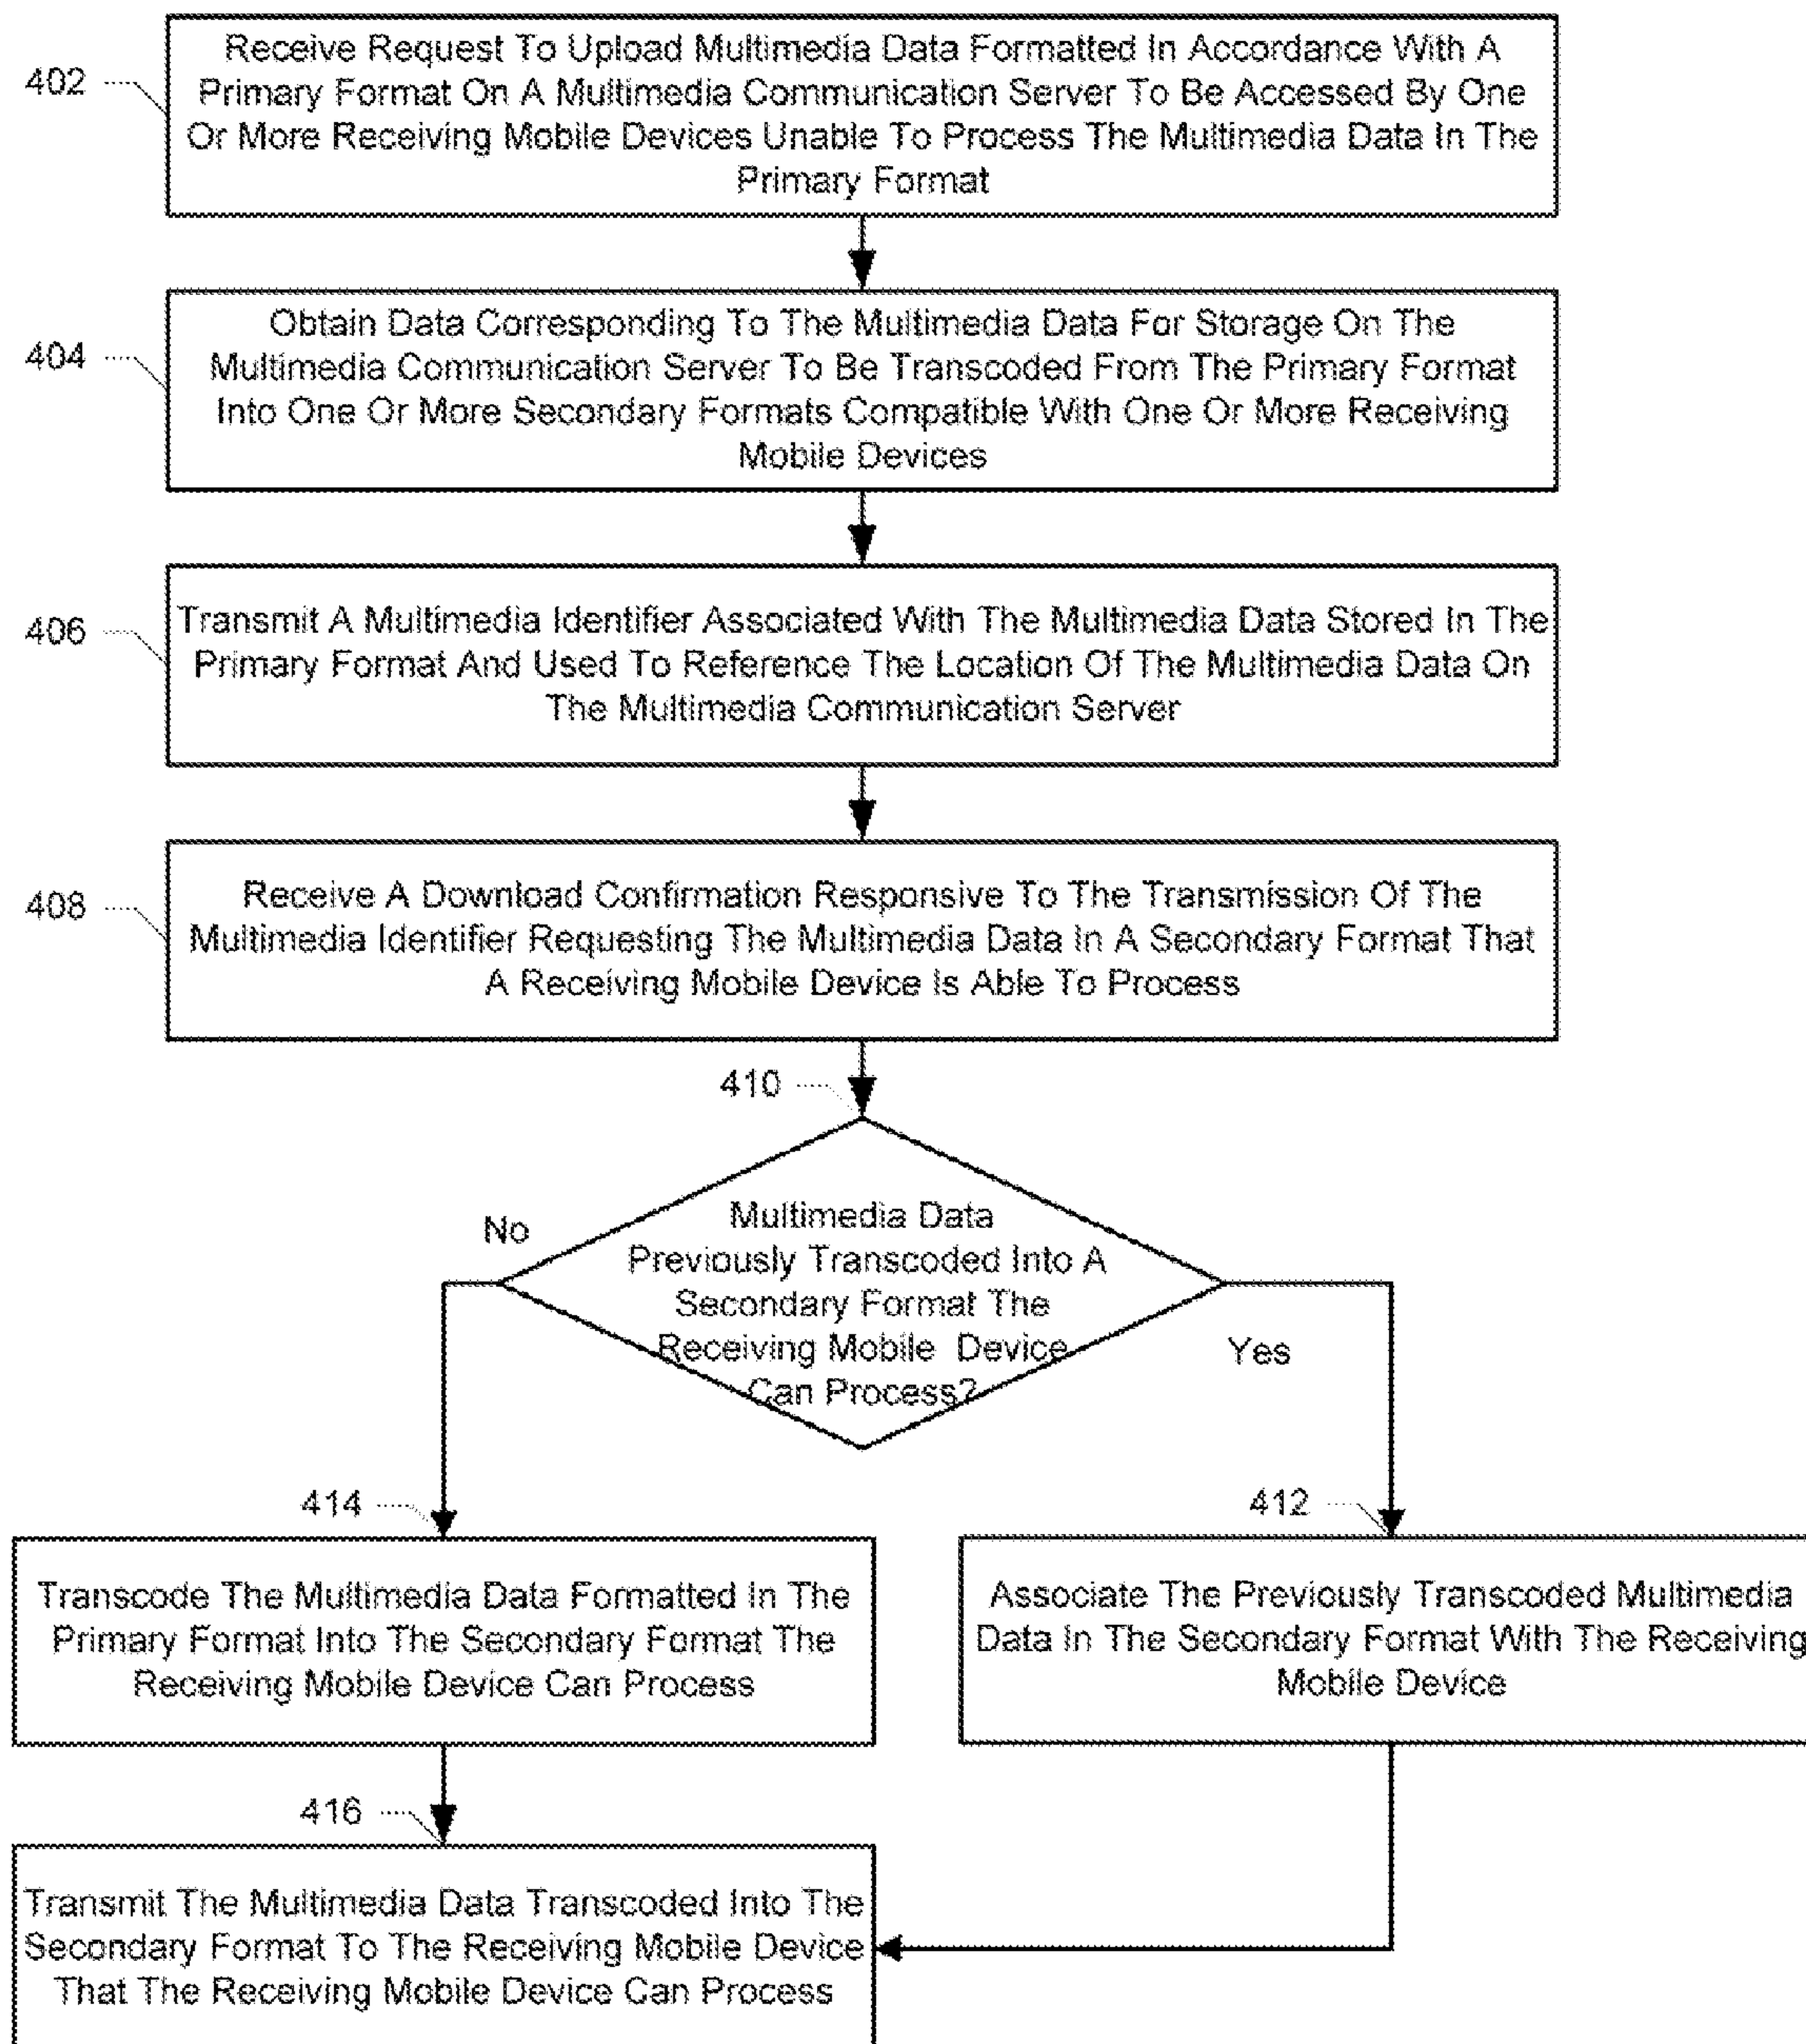 402
Receive Request To Upload Multimedia Data Formatted In Accordance With A
Primary Format On A Multimedia Communication Server To Be Accessed By One
Or More Receiving Mobile Devices Unable To Process The Multimedia Data In The
Primary Format
404
Obtain Data Corresponding To The Multimedia Data For Storage On The
Multimedia Communication Server To Be Transcoded From The Primary Format
Into One Or More Secondary Formats Compatible With One Or More Receiving
Mobile Devices
406
Transmit A Multimedia Identifier Associated With The Multimedia Data Stored In The
Primary Format And Used To Reference The Location Of The Multimedia Data On
The Multimedia Communication Server
408
Receive A Download Confirmation Responsive To The Transmission Of The
Multimedia Identifier Requesting The Multimedia Data In A Secondary Format That
A Receiving Mobile Device Is Able To Process
410
Multimedia Data
Previously Transcoded Into A
Secondary Format The
Receiving Mobile Device
Can Process?
No
Yes
414
Transcode The Multimedia Data Formatted In The
Primary Format Into The Secondary Format The
Receiving Mobile Device Can Process
412
Associate The Previously Transcoded Multimedia
Data In The Secondary Format With The Receiving
Mobile Device
416
Transmit The Multimedia Data Transcoded Into The
Secondary Format To The Receiving Mobile Device
That The Receiving Mobile Device Can Process